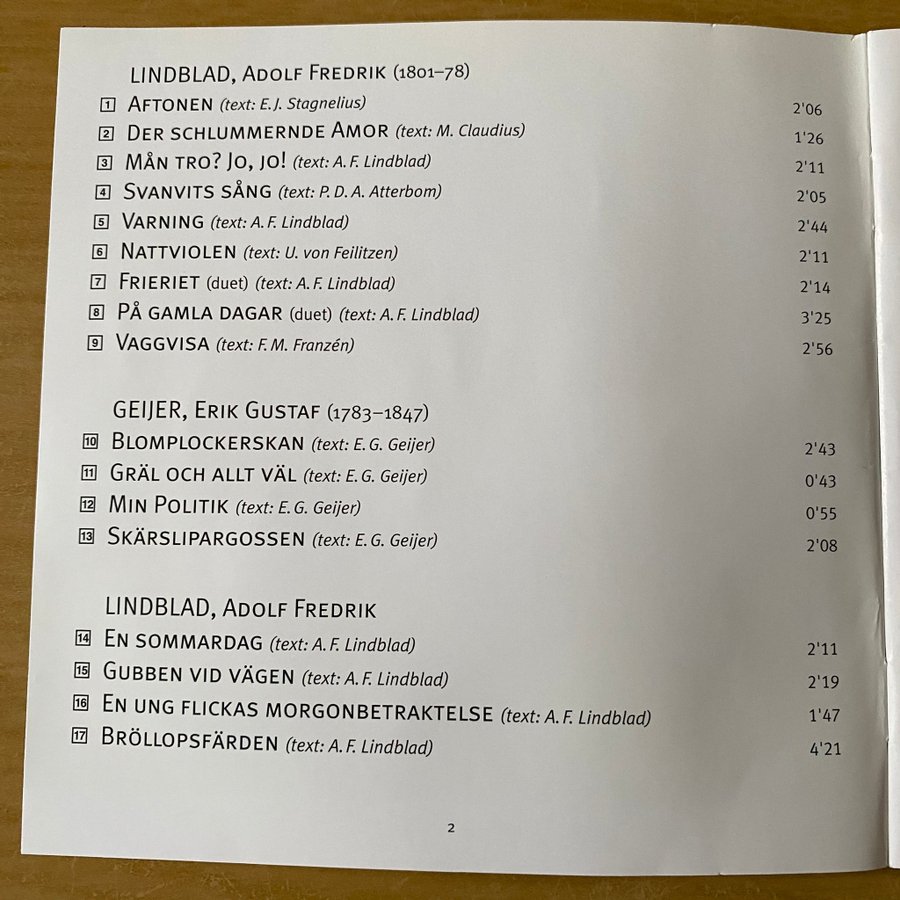 LINDBLAD, Adolf Fredrik (1801–78)
1 Aftonen (text: E. J. Stagnelius) 2'06
2 Der schlummernde Amor (text: M. Claudius) 1'26
3 Mån tro? Jo, jo! (text: A. F. Lindblad) 2'11
4 Svanvits sång (text: P. D. A. Atterbom) 2'05
5 Varning (text: A. F. Lindblad) 2'44
6 Nattviolen (text: U. von Feilitzen) 2'11
7 Frieriet (duet) (text: A. F. Lindblad) 2'14
8 På gamla dagar (duet) (text: A. F. Lindblad) 3'25
9 Vaggvisa (text: F. M. Franzén) 2'56
GEIJER, Erik Gustaf (1783–1847)
10 Blomplockerskan (text: E. G. Geijer) 2'43
11 Gräl och allt väl (text: E. G. Geijer) 0'43
12 Min Politik (text: E. G. Geijer) 0'55
13 Skärslipargossen (text: E. G. Geijer) 2'08
LINDBLAD, Adolf Fredrik
14 En sommardag (text: A. F. Lindblad) 2'11
15 Gubben vid vägen (text: A. F. Lindblad) 2'19
16 En ung flickas morgonbetraktelse (text: A. F. Lindblad) 1'47
17 Bröllopsfärden (text: A. F. Lindblad) 4'21
2